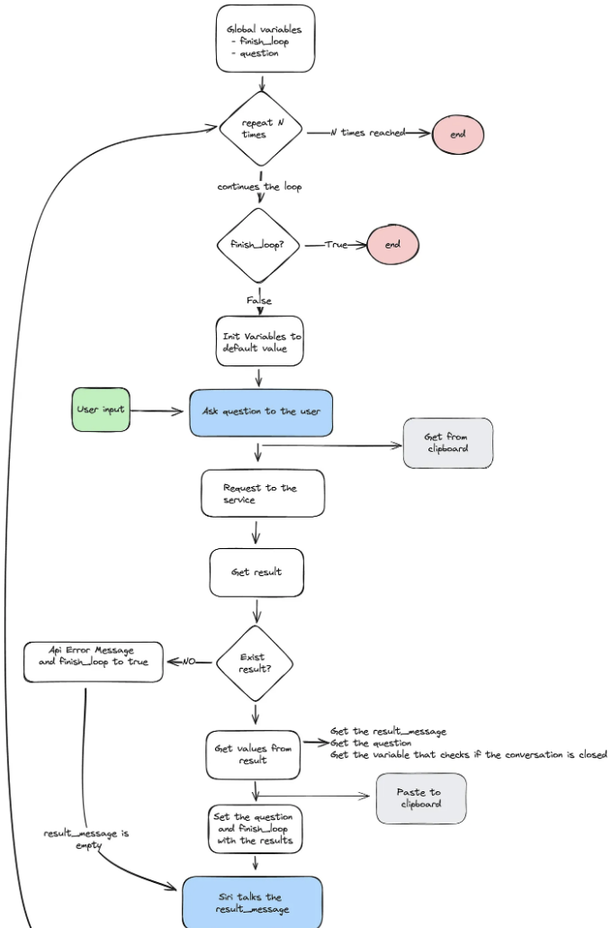 Global variables
- finish_loop
- question
repeat N
times
N times reached
end
continues the loop
finish_loop?
True
end
False
Init Variables to
default value
User input
Ask question to the user
Get from
clipboard
Request to the
service
Get result
Api Error Message
and finish_loop to true
NO
Exist
result?
Get values from
result
Get the result_message
Get the question
Get the variable that checks if the conversation is closed
Paste to
clipboard
Set the question
and finish_loop
with the results
result_message is
empty
Siri talks the
result_message